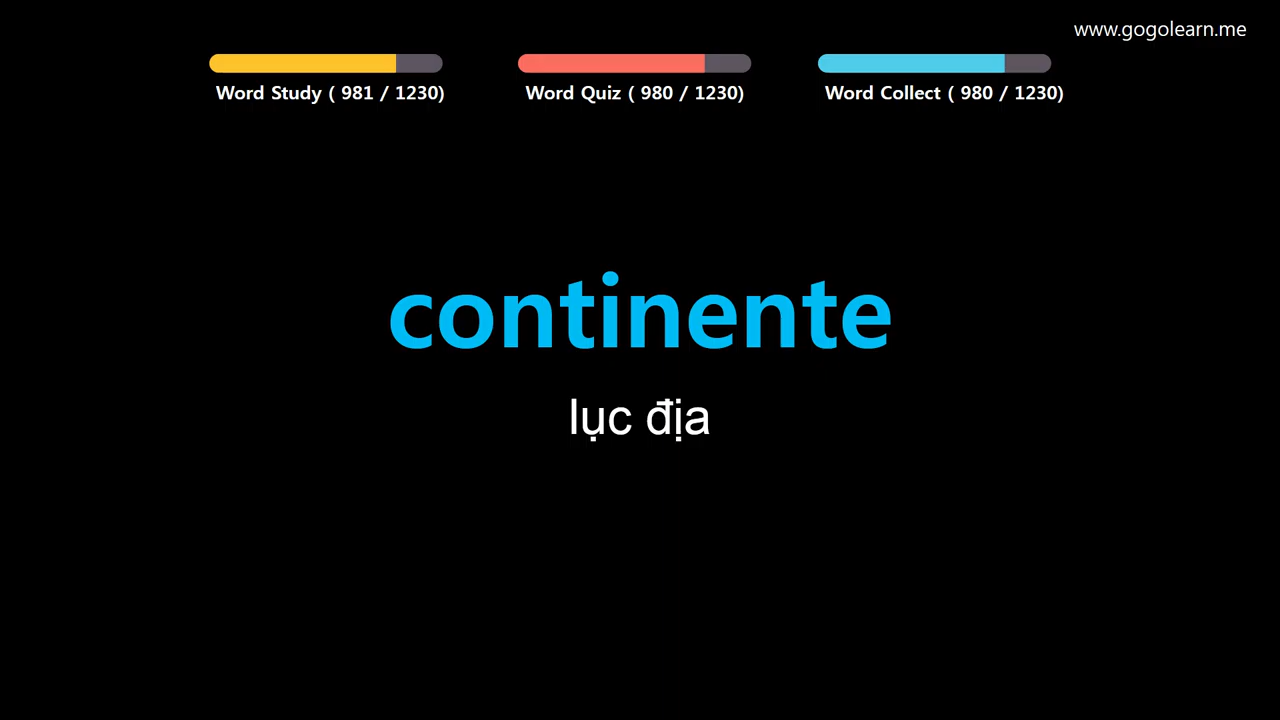 www.gogolearn.me
Word Study ( 981 / 1230)
Word Quiz ( 980 / 1230)
Word Collect ( 980 / 1230)
continente
lục địa